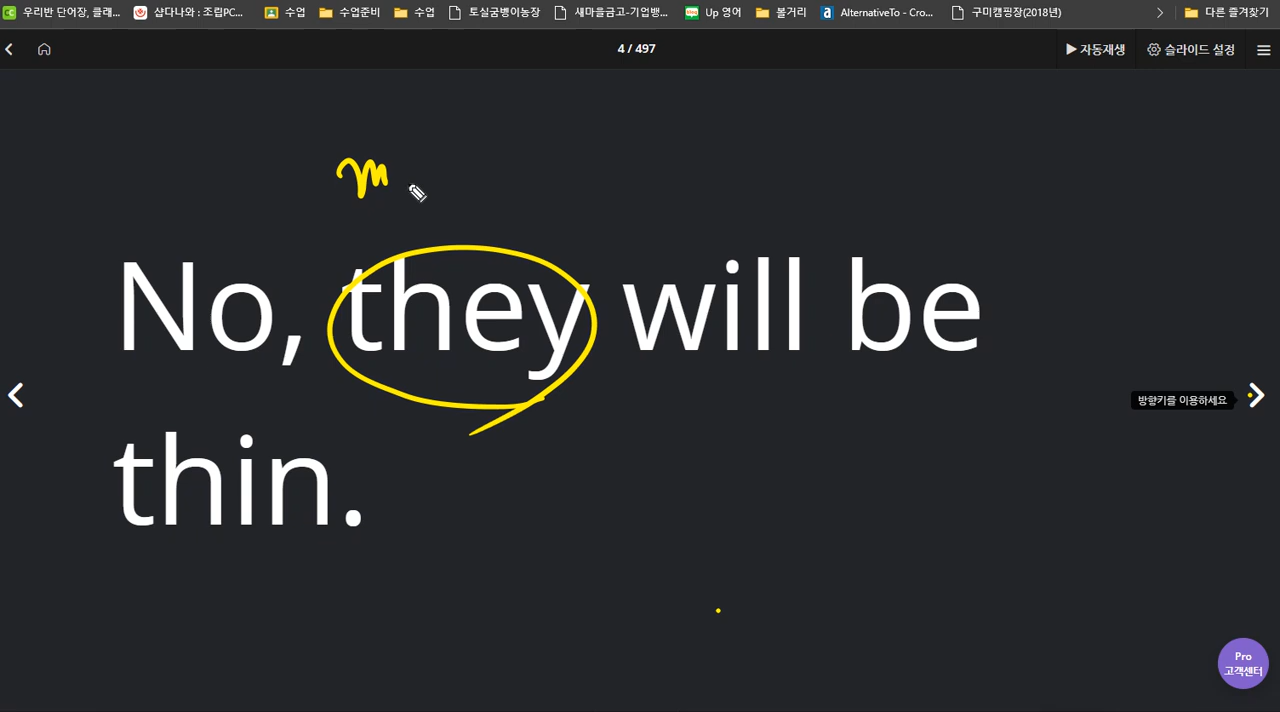 우리반 단어장, 클래... 샵다나와 : 조립PC... 수업 수업준비 수업 토실굼벵이농장 새마을금고-기업뱅... Up 영어 볼거리 AlternativeTo - Cro... 구미캠핑장(2018년) 다른 즐겨찾기
4 / 497 자동재생 슬라이드 설정
m
No, they will be
thin.
방향키를 이용하세요
Pro
고객센터